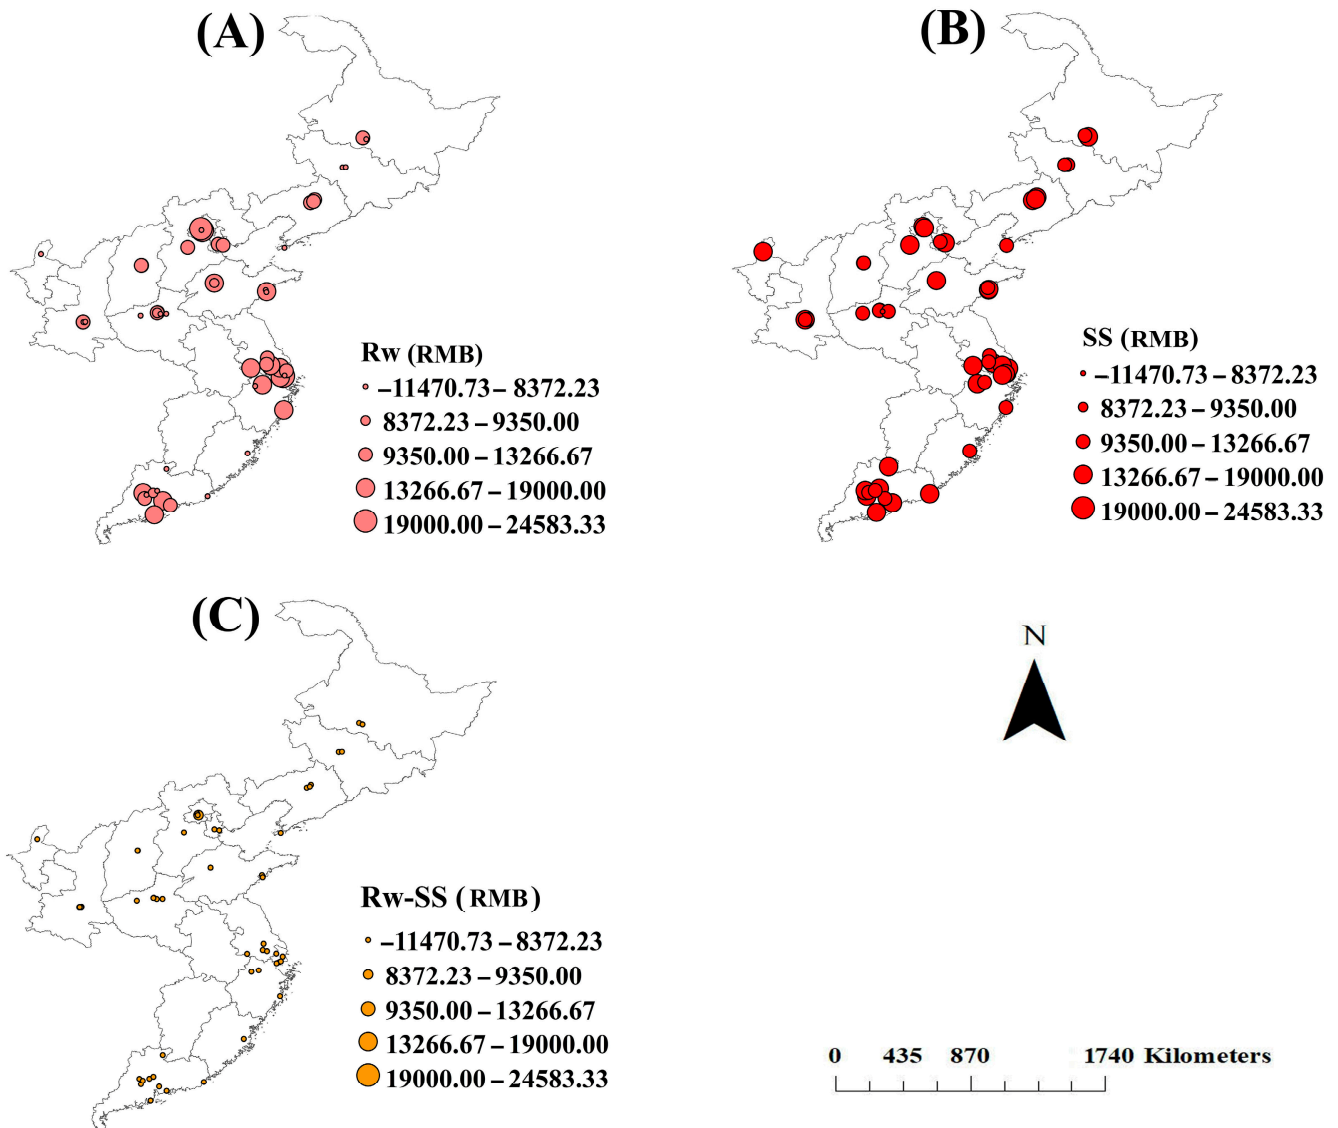 (A)
Rw (RMB)
−11470.73 – 8372.23
8372.23 – 9350.00
9350.00 – 13266.67
13266.67 – 19000.00
19000.00 – 24583.33
(B)
SS (RMB)
−11470.73 – 8372.23
8372.23 – 9350.00
9350.00 – 13266.67
13266.67 – 19000.00
19000.00 – 24583.33
(C)
Rw-SS (RMB)
−11470.73 – 8372.23
8372.23 – 9350.00
9350.00 – 13266.67
13266.67 – 19000.00
19000.00 – 24583.33
N
0 435 870 1740 Kilometers